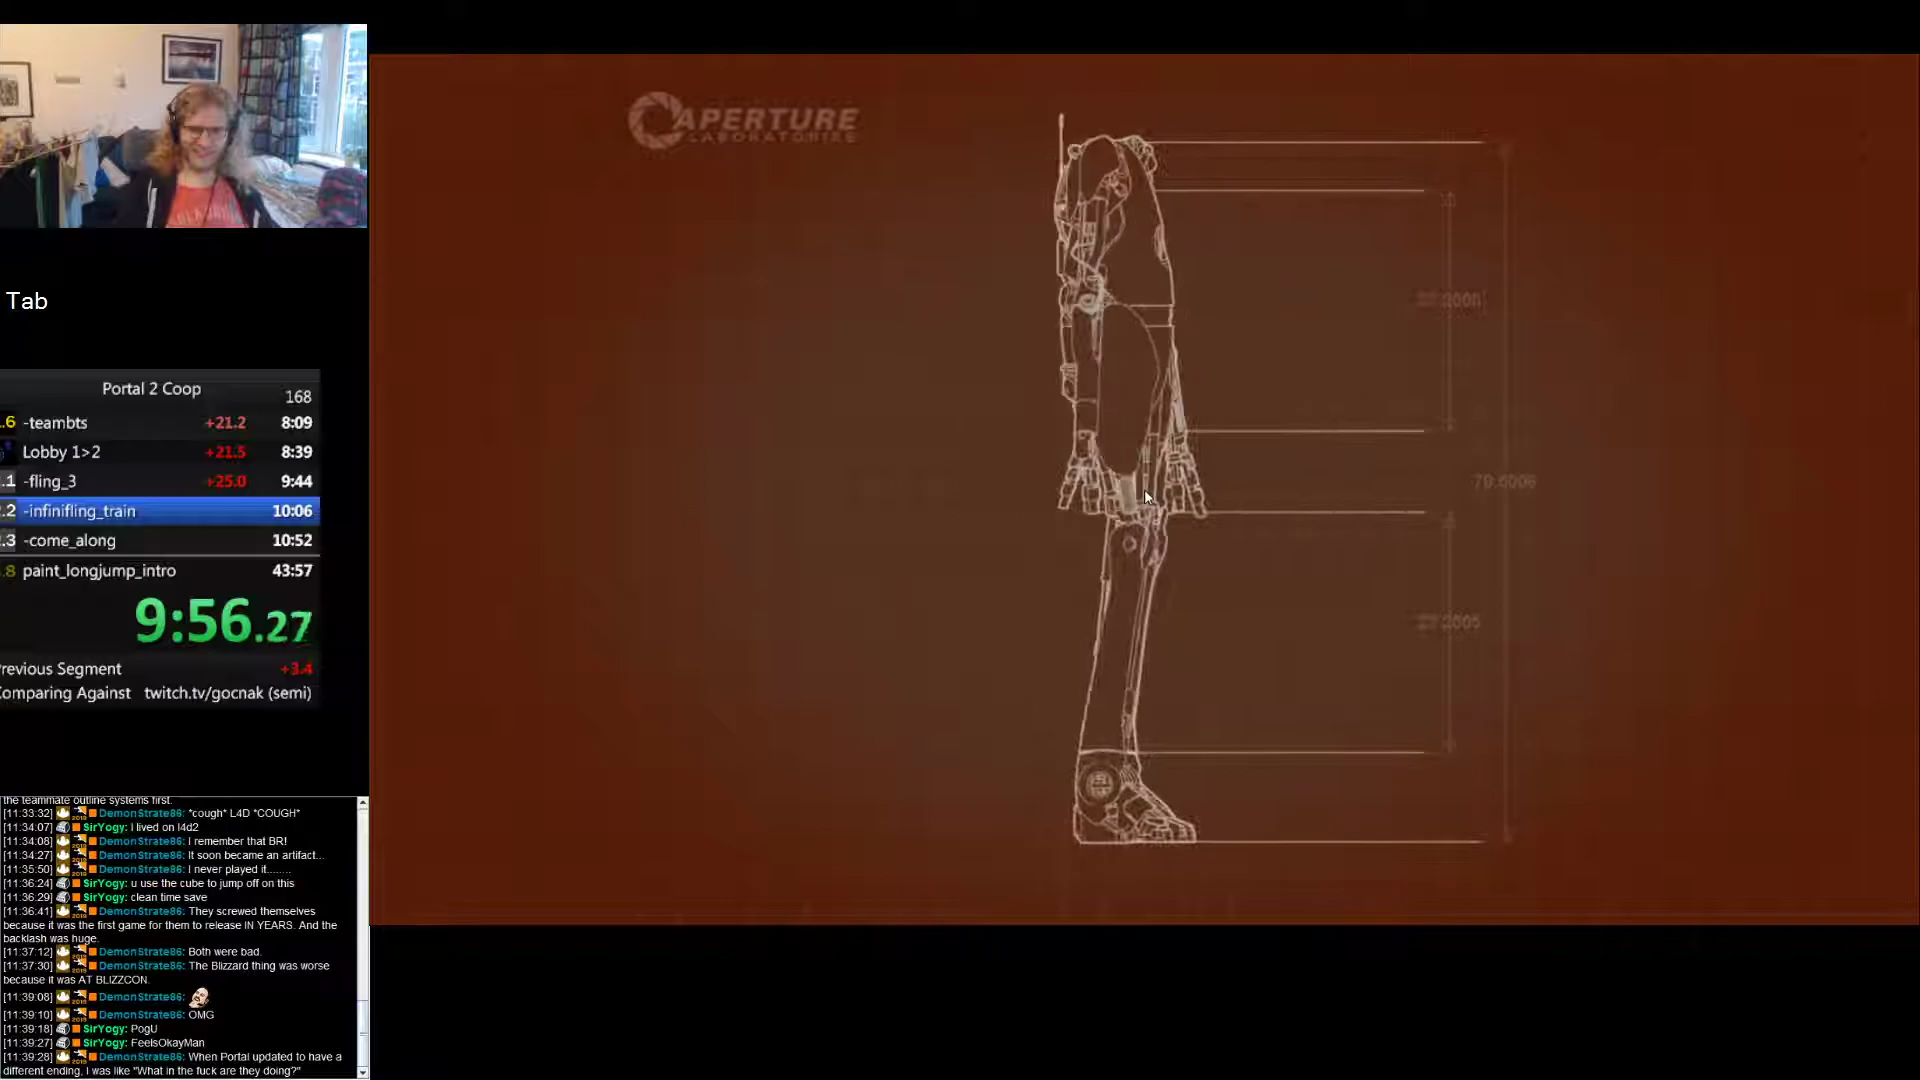 APERTURE
LABORATORIES
Tab
Portal 2 Coop
168
.6 -teambts +21.2 8:09
Lobby 1>2 +21.5 8:39
.1 -fling_3 +25.0 9:44
.2 -infinifling_train 10:06
.3 -come_along 10:52
.8 paint_longjump_intro 43:57
9:56.27
revious Segment +3.4
omparing Against twitch.tv/gocnak (semi)
the teammate outline systems first.
[11:33:32] DemonStrate86: *cough* L4D *COUGH*
[11:34:07] SirYogy: I lived on l4d2
[11:34:08] DemonStrate86: I remember that BR!
[11:34:27] DemonStrate86: It soon became an artifact...
[11:35:50] DemonStrate86: I never played it........
[11:36:24] SirYogy: u use the cube to jump off on this
[11:36:29] SirYogy: clean time save
[11:36:41] DemonStrate86: They screwed themselves
because it was the first game for them to release IN YEARS. And the
backlash was huge.
[11:37:12] DemonStrate86: Both were bad.
[11:37:30] DemonStrate86: The Blizzard thing was worse
because it was AT BLIZZCON.
[11:39:08] DemonStrate86:
[11:39:10] DemonStrate86: OMG
[11:39:18] SirYogy: PogU
[11:39:27] SirYogy: FeelsOkayMan
[11:39:28] DemonStrate86: When Portal updated to have a
different ending, I was like "What in the fuck are they doing?"